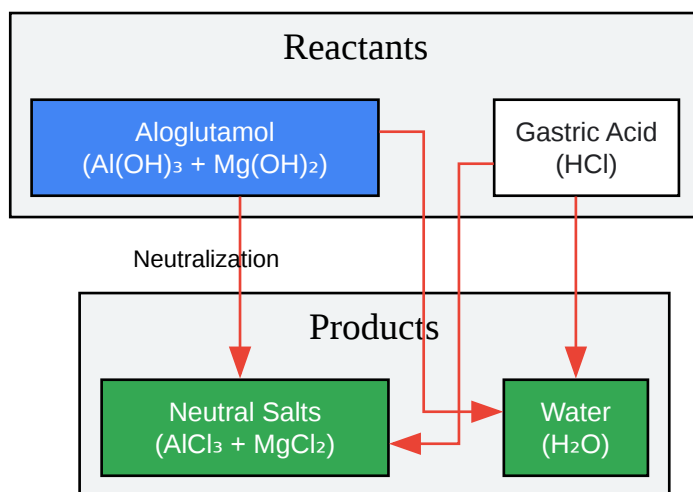 Reactants
Aloglutamol
(Al(OH)₃ + Mg(OH)₂)
Gastric Acid
(HCl)
Neutralization
Products
Neutral Salts
(AlCl₃ + MgCl₂)
Water
(H₂O)